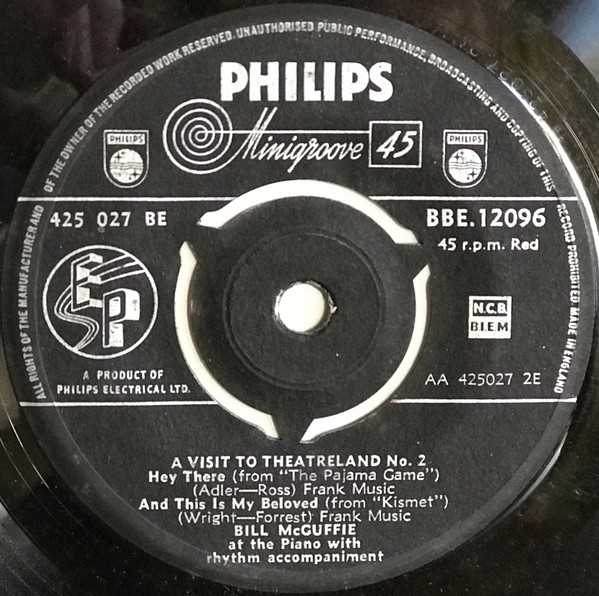 ALL RIGHTS OF THE MANUFACTURER AND OF THE OWNER OF THE RECORDED WORK RESERVED. UNAUTHORISED PUBLIC PERFORMANCE, BROADCASTING AND COPYING OF THIS RECORD PROHIBITED. MADE IN ENGLAND
PHILIPS
Minigroove 45
PHILIPS
PHILIPS
425 027 BE
BBE.12096
45 r.p.m. Red
ESP
N.C.B.
B.I.E.M
A PRODUCT OF
PHILIPS ELECTRICAL LTD.
AA 425027 2E
A VISIT TO THEATRELAND No. 2
Hey There (from "The Pajama Game")
(Adler—Ross) Frank Music
And This Is My Beloved (from "Kismet")
(Wright—Forrest) Frank Music
BILL McGUFFIE
at the Piano with
rhythm accompaniment